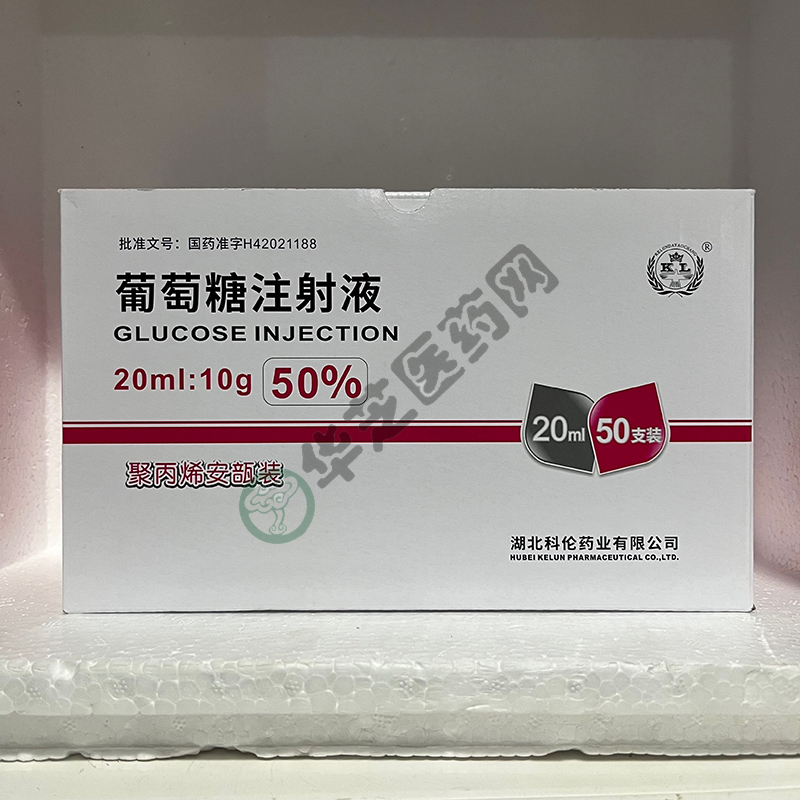 批准文号：国药准字H42021188
葡萄糖注射液
GLUCOSE INJECTION
20ml:10g 50%
KL
®
20ml 50支装
聚丙烯安瓿装
湖北科伦药业有限公司
HUBEI KELUN PHARMACEUTICAL CO.,LTD.
华芝医药网